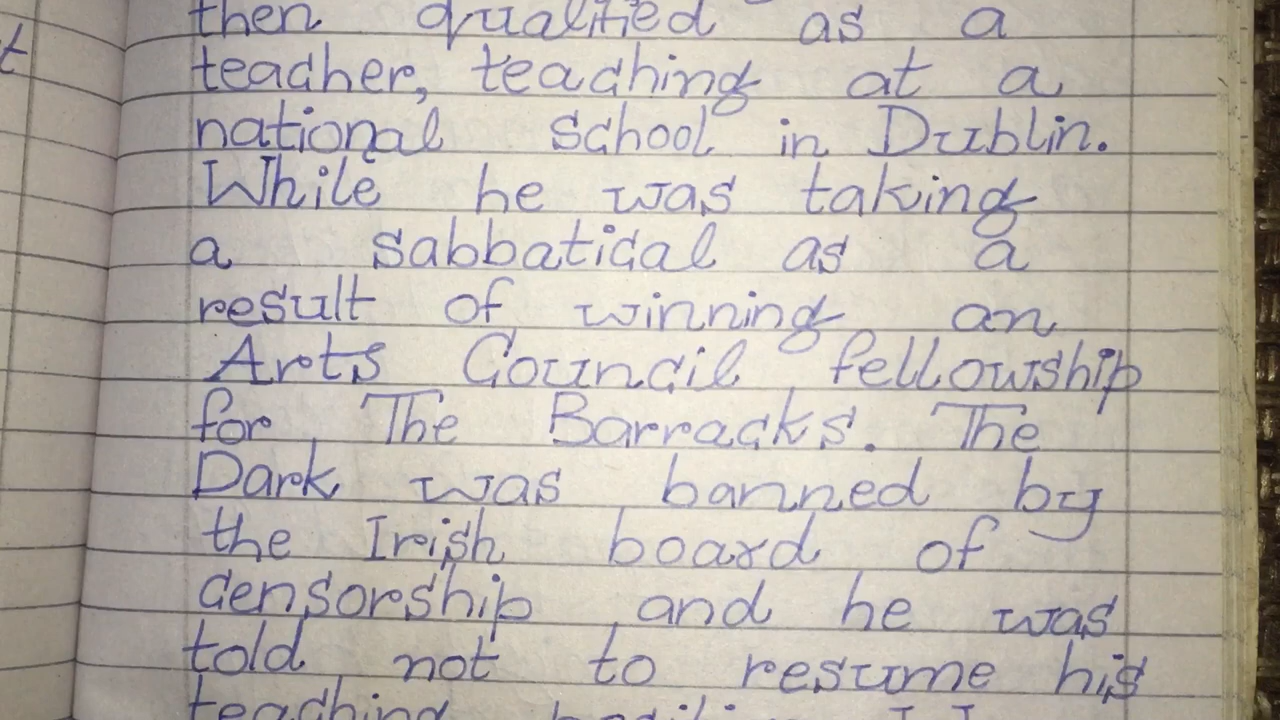 then qualified as a
teacher, teaching at a
national school in Dublin.
While he was taking
a sabbatical as a
result of winning an
Arts Council fellowship
for The Barracks. The
Dark was banned by
the Irish board of
censorship and he was
told not to resume his
teaching